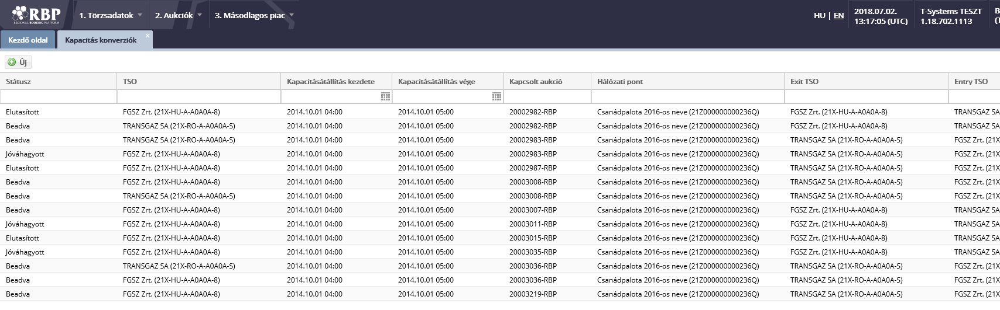 RBP
REGIONAL BOOKING PLATFORM
1. Törzsadatok 2. Aukciók 3. Másodlagos piac HU | EN 2018.07.02. 13:17:05 (UTC) T-Systems TESZT 1.18.702.1113
Kezdő oldal Kapacitás konverziók
Új
Státusz TSO Kapacitásátállítás kezdete Kapacitásátállítás vége Kapcsolt aukció Hálózati pont Exit TSO Entry TSO
Elutasított FGSZ Zrt. (21X-HU-A-A0A0A-8) 2014.10.01 04:00 2014.10.01 05:00 20002982-RBP Csanádpalota 2016-os neve (21Z000000000236Q) FGSZ Zrt. (21X-HU-A-A0A0A-8) TRANSGAZ SA
Beadva TRANSGAZ SA (21X-RO-A-A0A0A-S) 2014.10.01 04:00 2014.10.01 05:00 20002982-RBP Csanádpalota 2016-os neve (21Z000000000236Q) FGSZ Zrt. (21X-HU-A-A0A0A-8) TRANSGAZ SA
Beadva TRANSGAZ SA (21X-RO-A-A0A0A-S) 2014.10.01 04:00 2014.10.01 05:00 20002983-RBP Csanádpalota 2016-os neve (21Z000000000236Q) TRANSGAZ SA (21X-RO-A-A0A0A-S) FGSZ Zrt. (21X
Jóváhagyott FGSZ Zrt. (21X-HU-A-A0A0A-8) 2014.10.01 04:00 2014.10.01 05:00 20002983-RBP Csanádpalota 2016-os neve (21Z000000000236Q) TRANSGAZ SA (21X-RO-A-A0A0A-S) FGSZ Zrt. (21X
Elutasított FGSZ Zrt. (21X-HU-A-A0A0A-8) 2014.10.01 04:00 2014.10.01 05:00 20002987-RBP Csanádpalota 2016-os neve (21Z000000000236Q) TRANSGAZ SA (21X-RO-A-A0A0A-S) FGSZ Zrt. (21X
Beadva FGSZ Zrt. (21X-HU-A-A0A0A-8) 2014.10.01 04:00 2014.10.01 05:00 20003008-RBP Csanádpalota 2016-os neve (21Z000000000236Q) TRANSGAZ SA (21X-RO-A-A0A0A-S) FGSZ Zrt. (21X
Beadva TRANSGAZ SA (21X-RO-A-A0A0A-S) 2014.10.01 04:00 2014.10.01 05:00 20003008-RBP Csanádpalota 2016-os neve (21Z000000000236Q) TRANSGAZ SA (21X-RO-A-A0A0A-S) FGSZ Zrt. (21X
Beadva FGSZ Zrt. (21X-HU-A-A0A0A-8) 2014.10.01 04:00 2014.10.01 05:00 20003007-RBP Csanádpalota 2016-os neve (21Z000000000236Q) FGSZ Zrt. (21X-HU-A-A0A0A-8) TRANSGAZ SA
Jóváhagyott FGSZ Zrt. (21X-HU-A-A0A0A-8) 2014.10.01 04:00 2014.10.01 05:00 20003011-RBP Csanádpalota 2016-os neve (21Z000000000236Q) FGSZ Zrt. (21X-HU-A-A0A0A-8) TRANSGAZ SA
Elutasított FGSZ Zrt. (21X-HU-A-A0A0A-8) 2014.10.01 04:00 2014.10.01 05:00 20003015-RBP Csanádpalota 2016-os neve (21Z000000000236Q) FGSZ Zrt. (21X-HU-A-A0A0A-8) TRANSGAZ SA
Jóváhagyott FGSZ Zrt. (21X-HU-A-A0A0A-8) 2014.10.01 04:00 2014.10.01 05:00 20003035-RBP Csanádpalota 2016-os neve (21Z000000000236Q) FGSZ Zrt. (21X-HU-A-A0A0A-8) TRANSGAZ SA
Beadva TRANSGAZ SA (21X-RO-A-A0A0A-S) 2014.10.01 04:00 2014.10.01 05:00 20003036-RBP Csanádpalota 2016-os neve (21Z000000000236Q) TRANSGAZ SA (21X-RO-A-A0A0A-S) FGSZ Zrt. (21X
Beadva FGSZ Zrt. (21X-HU-A-A0A0A-8) 2014.10.01 04:00 2014.10.01 05:00 20003036-RBP Csanádpalota 2016-os neve (21Z000000000236Q) TRANSGAZ SA (21X-RO-A-A0A0A-S) FGSZ Zrt. (21X
Beadva FGSZ Zrt. (21X-HU-A-A0A0A-8) 2014.10.01 04:00 2014.10.01 05:00 20003219-RBP Csanádpalota 2016-os neve (21Z000000000236Q) TRANSGAZ SA (21X-RO-A-A0A0A-S) FGSZ Zrt. (21X